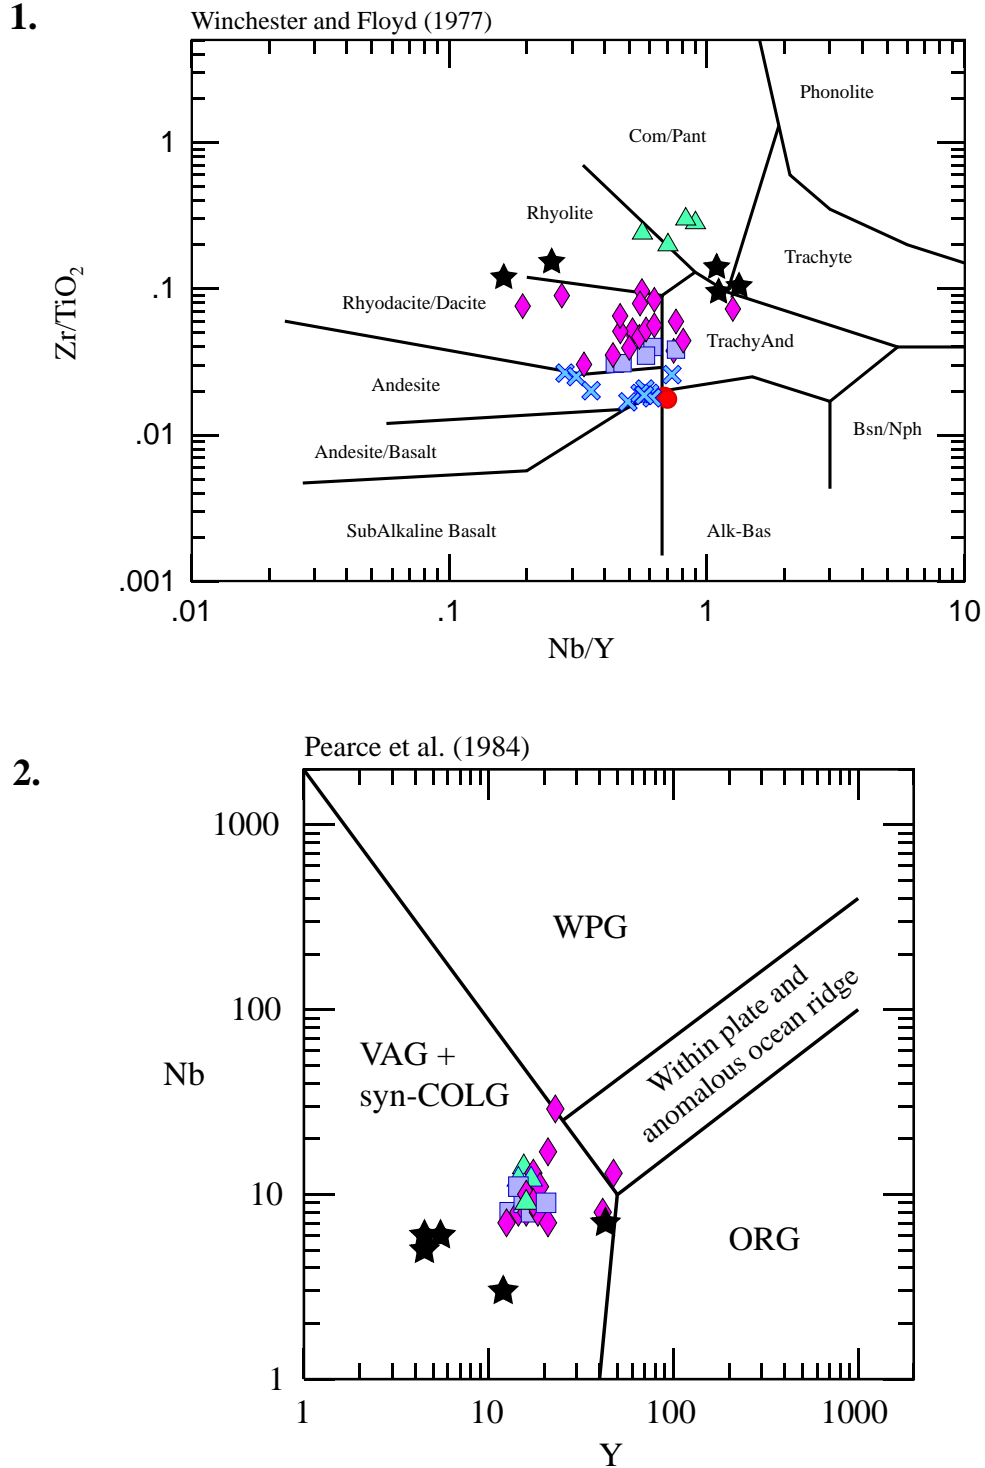 1.
Winchester and Floyd (1977)
Phonolite
Com/Pant
Rhyolite
Trachyte
Rhyodacite/Dacite
TrachyAnd
Andesite
Bsn/Nph
Andesite/Basalt
SubAlkaline Basalt
Alk-Bas
Zr/TiO2
1
.1
.01
.001
.01
.1
1
10
Nb/Y
2.
Pearce et al. (1984)
WPG
Within plate and
anomalous ocean ridge
VAG +
syn-COLG
ORG
Nb
1000
100
10
1
1
10
100
1000
Y